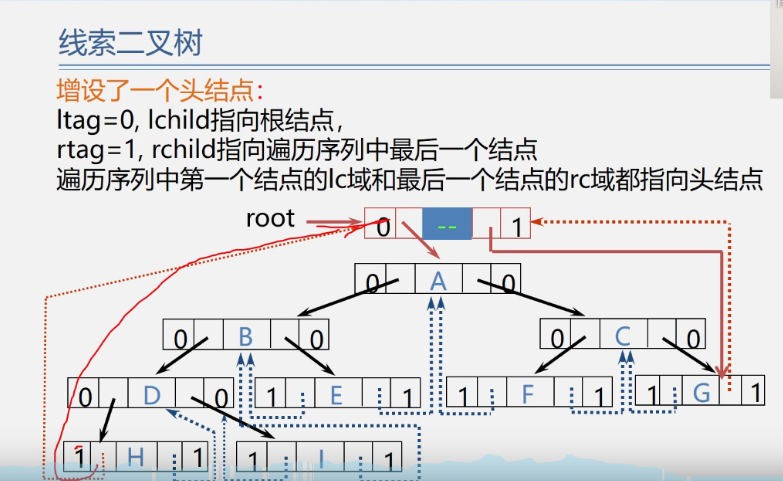 线索二叉树
增设了一个头结点：
ltag=0, lchild指向根结点，
rtag=1, rchild指向遍历序列中最后一个结点
遍历序列中第一个结点的lc域和最后一个结点的rc域都指向头结点
root 0 -- 1
0 A 0
0 B 0 0 C 0
0 D 0 1 E 1 1 F 1 1 G 1
1 H 1 1 I 1